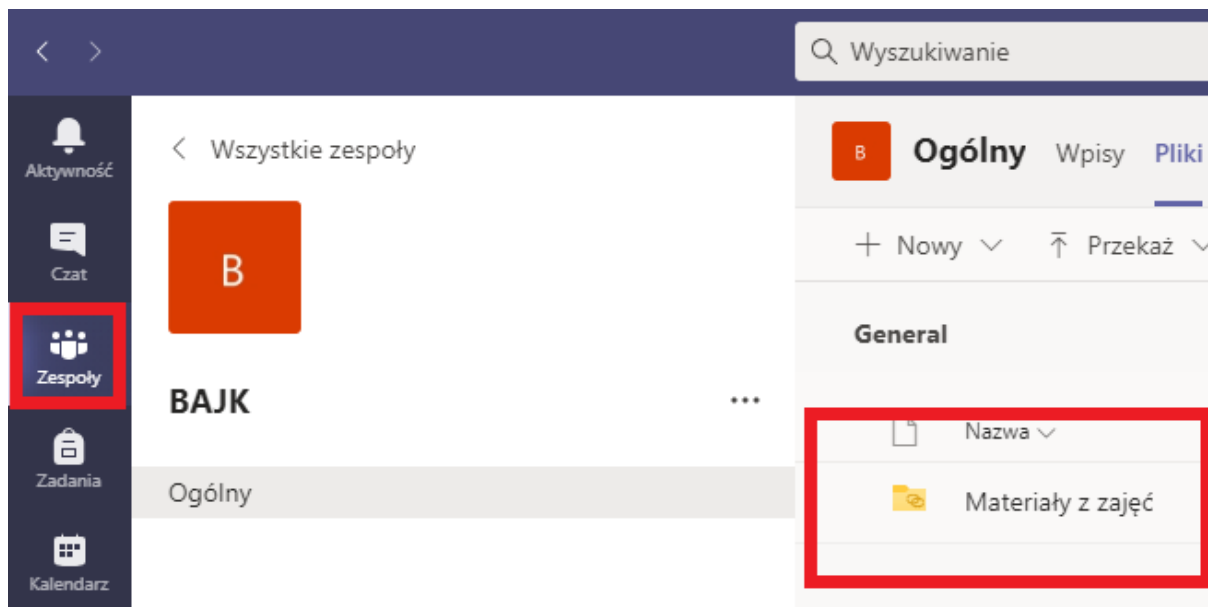 Wyszukiwanie
Aktywność
Czat
Zespoły
Zadania
Kalendarz
Wszystkie zespoły
B
BAJK
...
Ogólny
B
Ogólny Wpisy Pliki
Nowy Przekaż
General
Nazwa
Materiały z zajęć